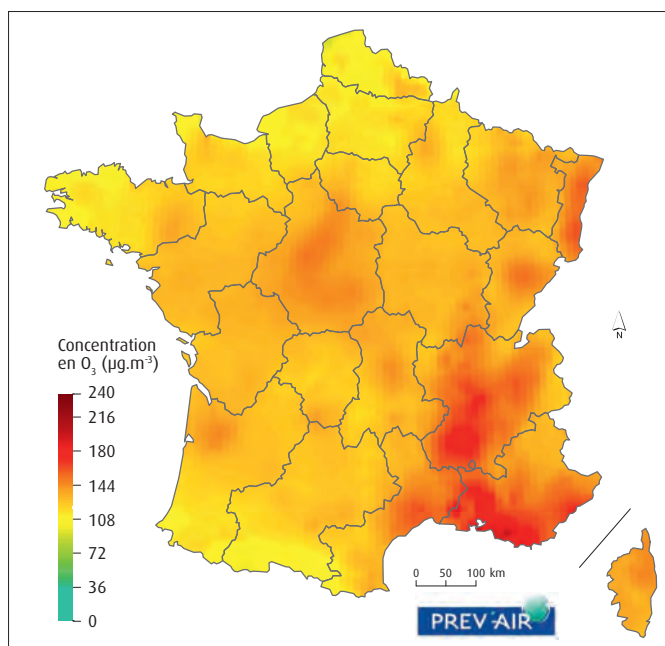 N
Concentration
en O₃ (µg.m⁻³)
240
216
180
144
108
72
36
0
0 50 100 km
PREV'AIR